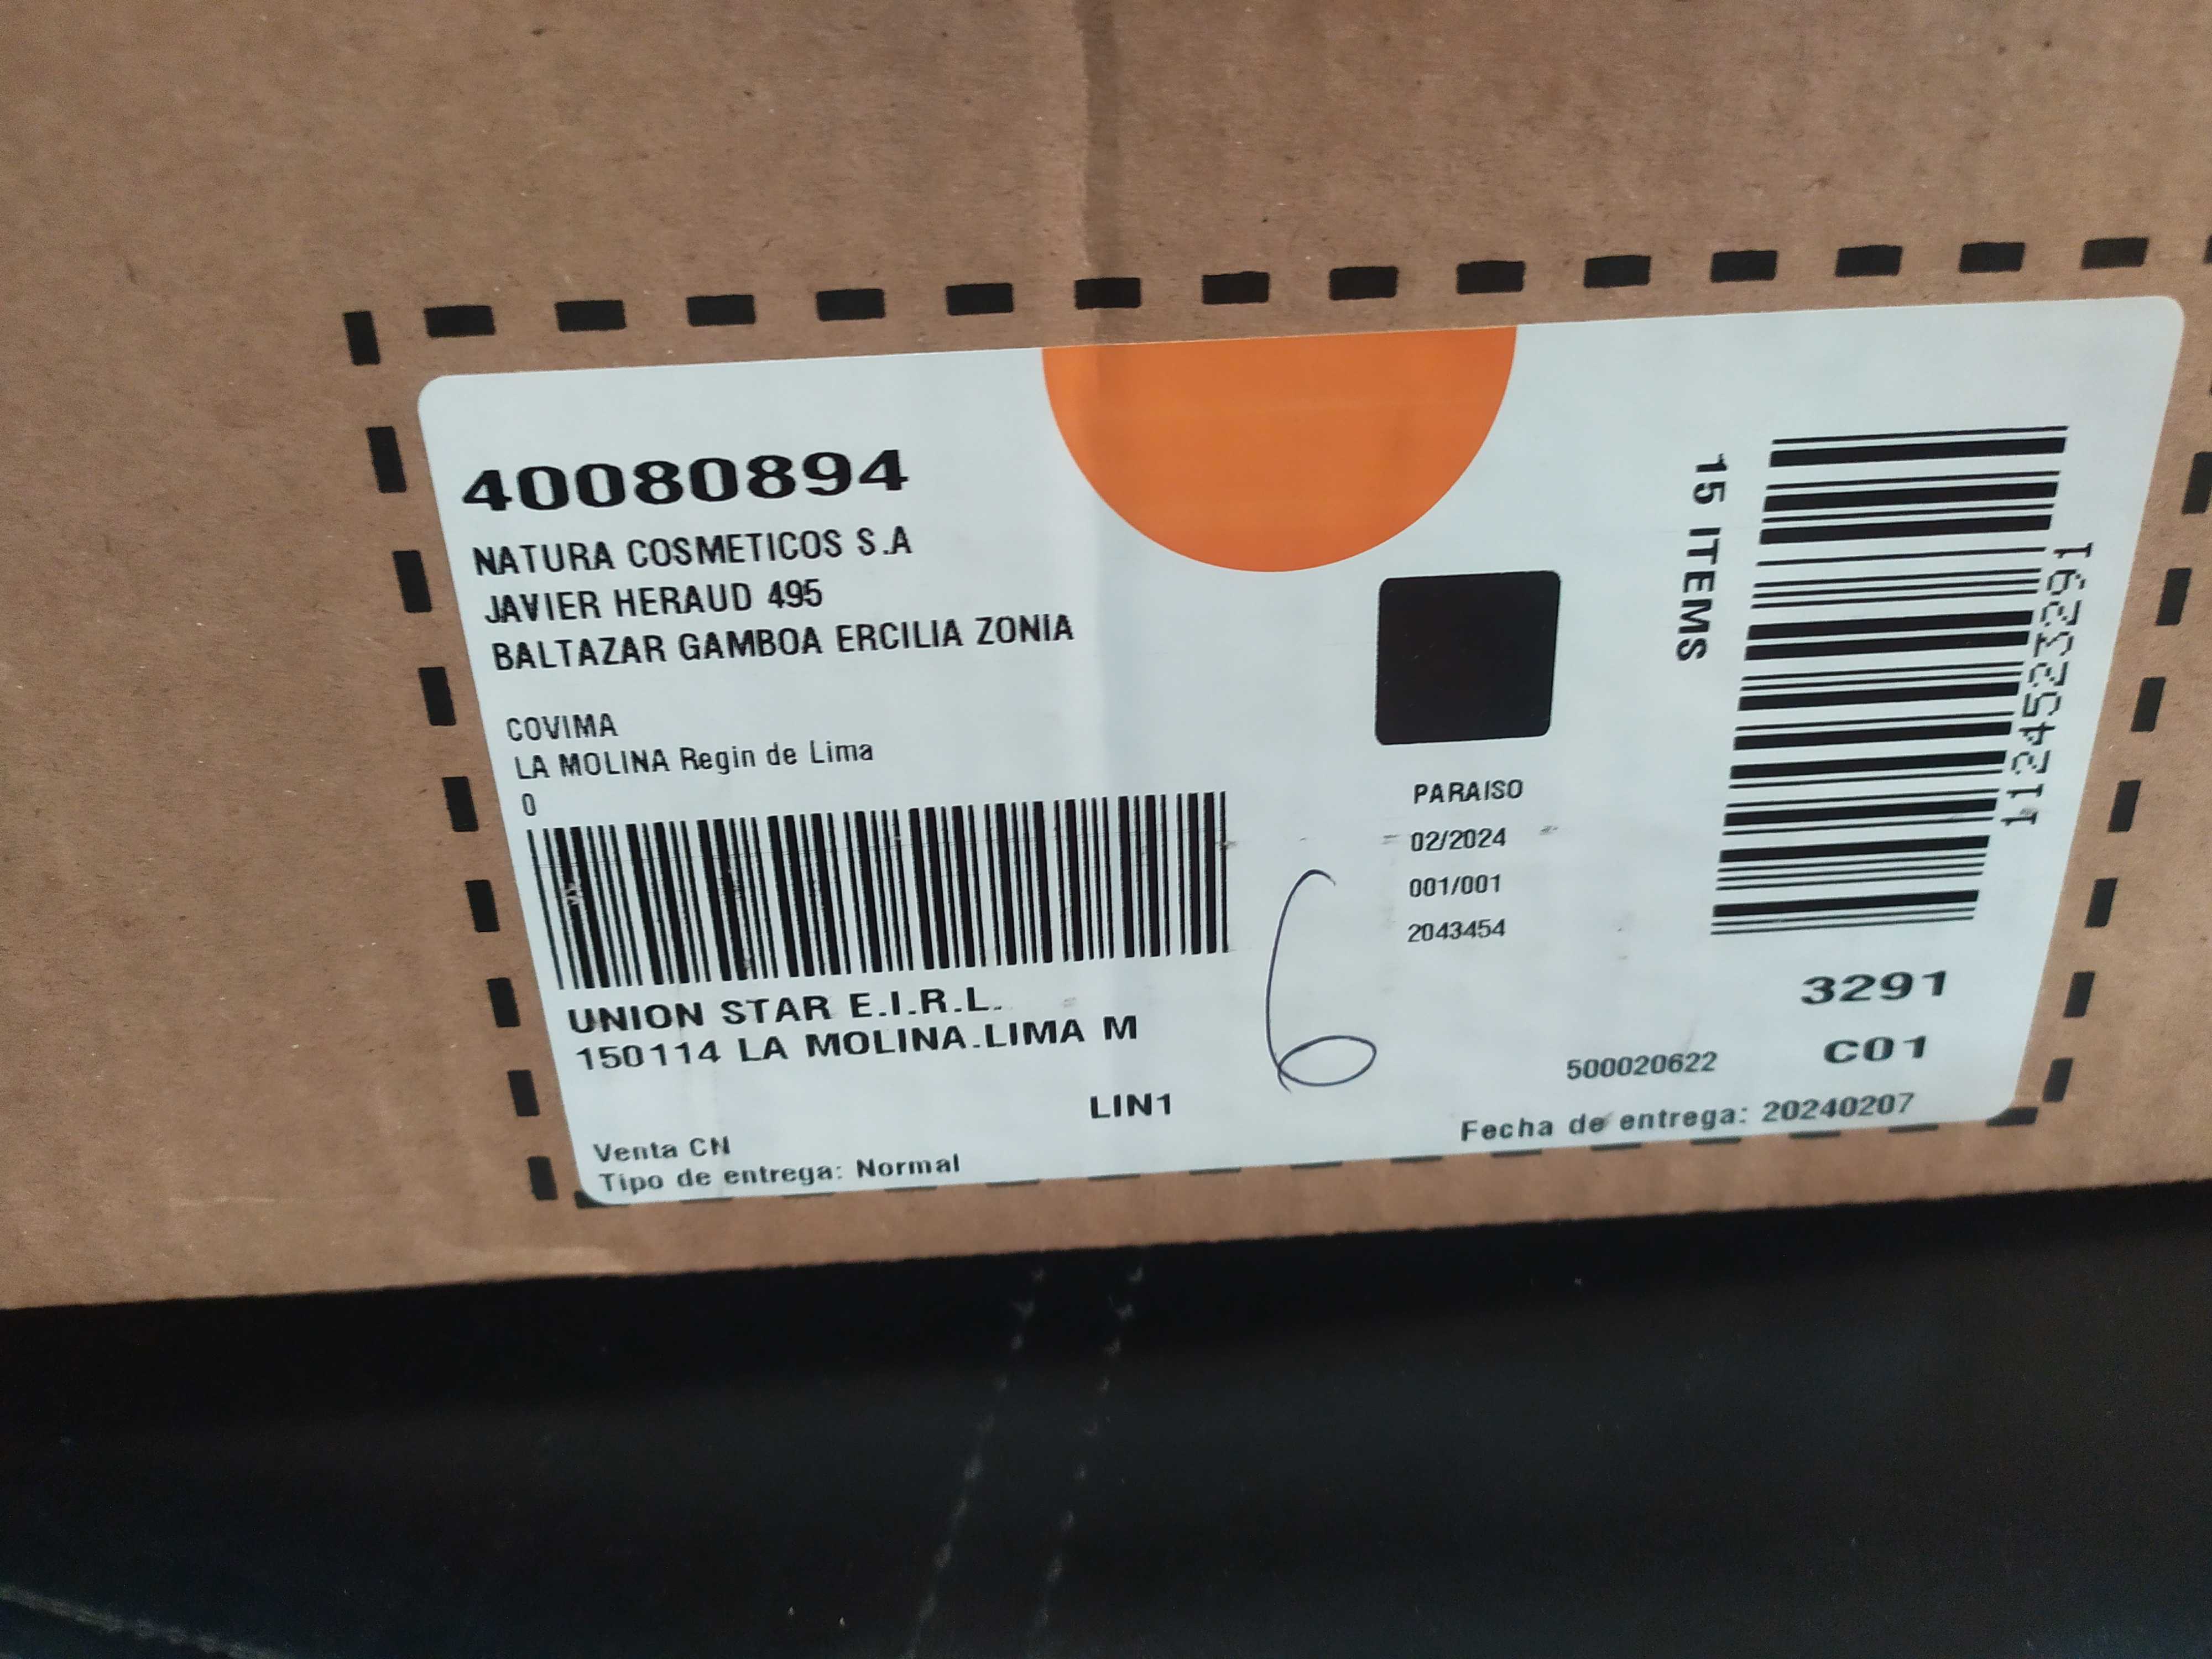 40080894
NATURA COSMETICOS S.A
JAVIER HERAUD 495
BALTAZAR GAMBOA ERCILIA ZONIA
COVIMA
LA MOLINA Regin de Lima
0
UNION STAR E.I.R.L.
150114 LA MOLINA.LIMA M
LIN1
Venta CN
Tipo de entrega: Normal
6
PARAISO
02/2024
001/001
2043454
15 ITEMS
11245232291
3291
C01
500020622
Fecha de entrega: 20240207